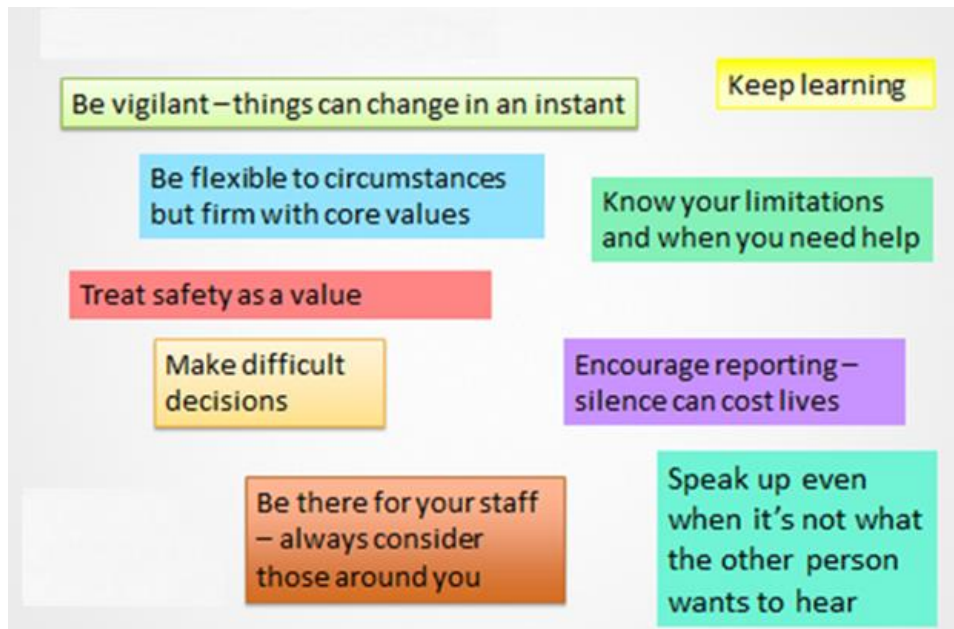 Be vigilant – things can change in an instant
Keep learning
Be flexible to circumstances
but firm with core values
Know your limitations
and when you need help
Treat safety as a value
Make difficult
decisions
Encourage reporting –
silence can cost lives
Be there for your staff
– always consider
those around you
Speak up even
when it's not what
the other person
wants to hear